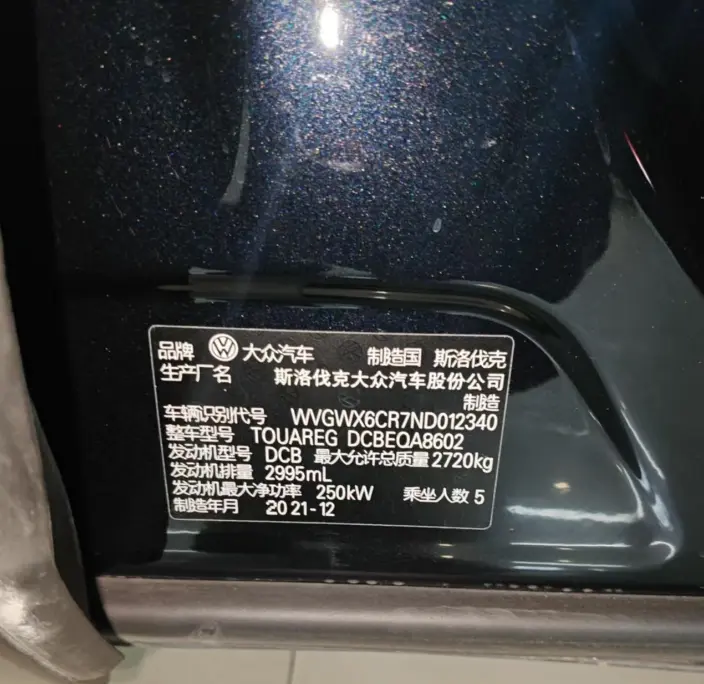 品牌 大众汽车 制造国 斯洛伐克
生产厂名 斯洛伐克大众汽车股份公司
制造
车辆识别代号 WVGWX6CR7ND012340
整车型号 TOUAREG DCBEQA8602
发动机型号 DCB 最大允许总质量 2720kg
发动机排量 2995mL
发动机最大净功率 250kW 乘坐人数 5
制造年月 2021-12